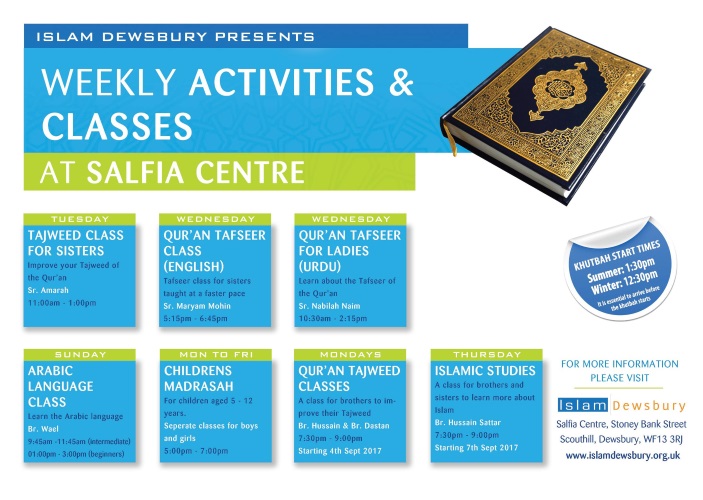 ISLAM DEWSBURY PRESENTS
WEEKLY ACTIVITIES &
CLASSES
AT SALFIA CENTRE
TUESDAY
TAJWEED CLASS
FOR SISTERS
Improve your Tajweed of
the Qur'an
Sr. Amarah
11:00am - 1:00pm
WEDNESDAY
QUR'AN TAFSEER
CLASS
(ENGLISH)
Tafseer class for sisters
taught at a faster pace
Sr. Maryam Mohin
5:15pm - 6:45pm
WEDNESDAY
QUR'AN TAFSEER
FOR LADIES
(URDU)
Learn about the Tafseer of
the Qur'an
Sr. Nabilah Naim
10:30am - 2:15pm
KHUTBAH START TIMES
Summer: 1:30pm
Winter: 12:30pm
It is essential to arrive before
the khutbah starts
SUNDAY
ARABIC
LANGUAGE
CLASS
Learn the Arabic language
Br. Wael
9:45am -11:45am (intermediate)
01:00pm - 3:00pm (beginners)
MON TO FRI
CHILDRENS
MADRASAH
For children aged 5 - 12
years.
Seperate classes for boys
and girls
5:00pm - 7:00pm
MONDAYS
QUR'AN TAJWEED
CLASSES
A class for brothers to im-
prove their Tajweed
Br. Hussain & Br. Dastan
7:30pm - 9:00pm
Starting 4th Sept 2017
THURSDAY
ISLAMIC STUDIES
A class for brothers and
sisters to learn more about
Islam
Br. Hussain Sattar
7:30pm - 9:00pm
Starting 7th Sept 2017
FOR MORE INFORMATION
PLEASE VISIT
Islam Dewsbury
Salfia Centre, Stoney Bank Street
Scouthill, Dewsbury, WF13 3RJ
www.islamdewsbury.org.uk